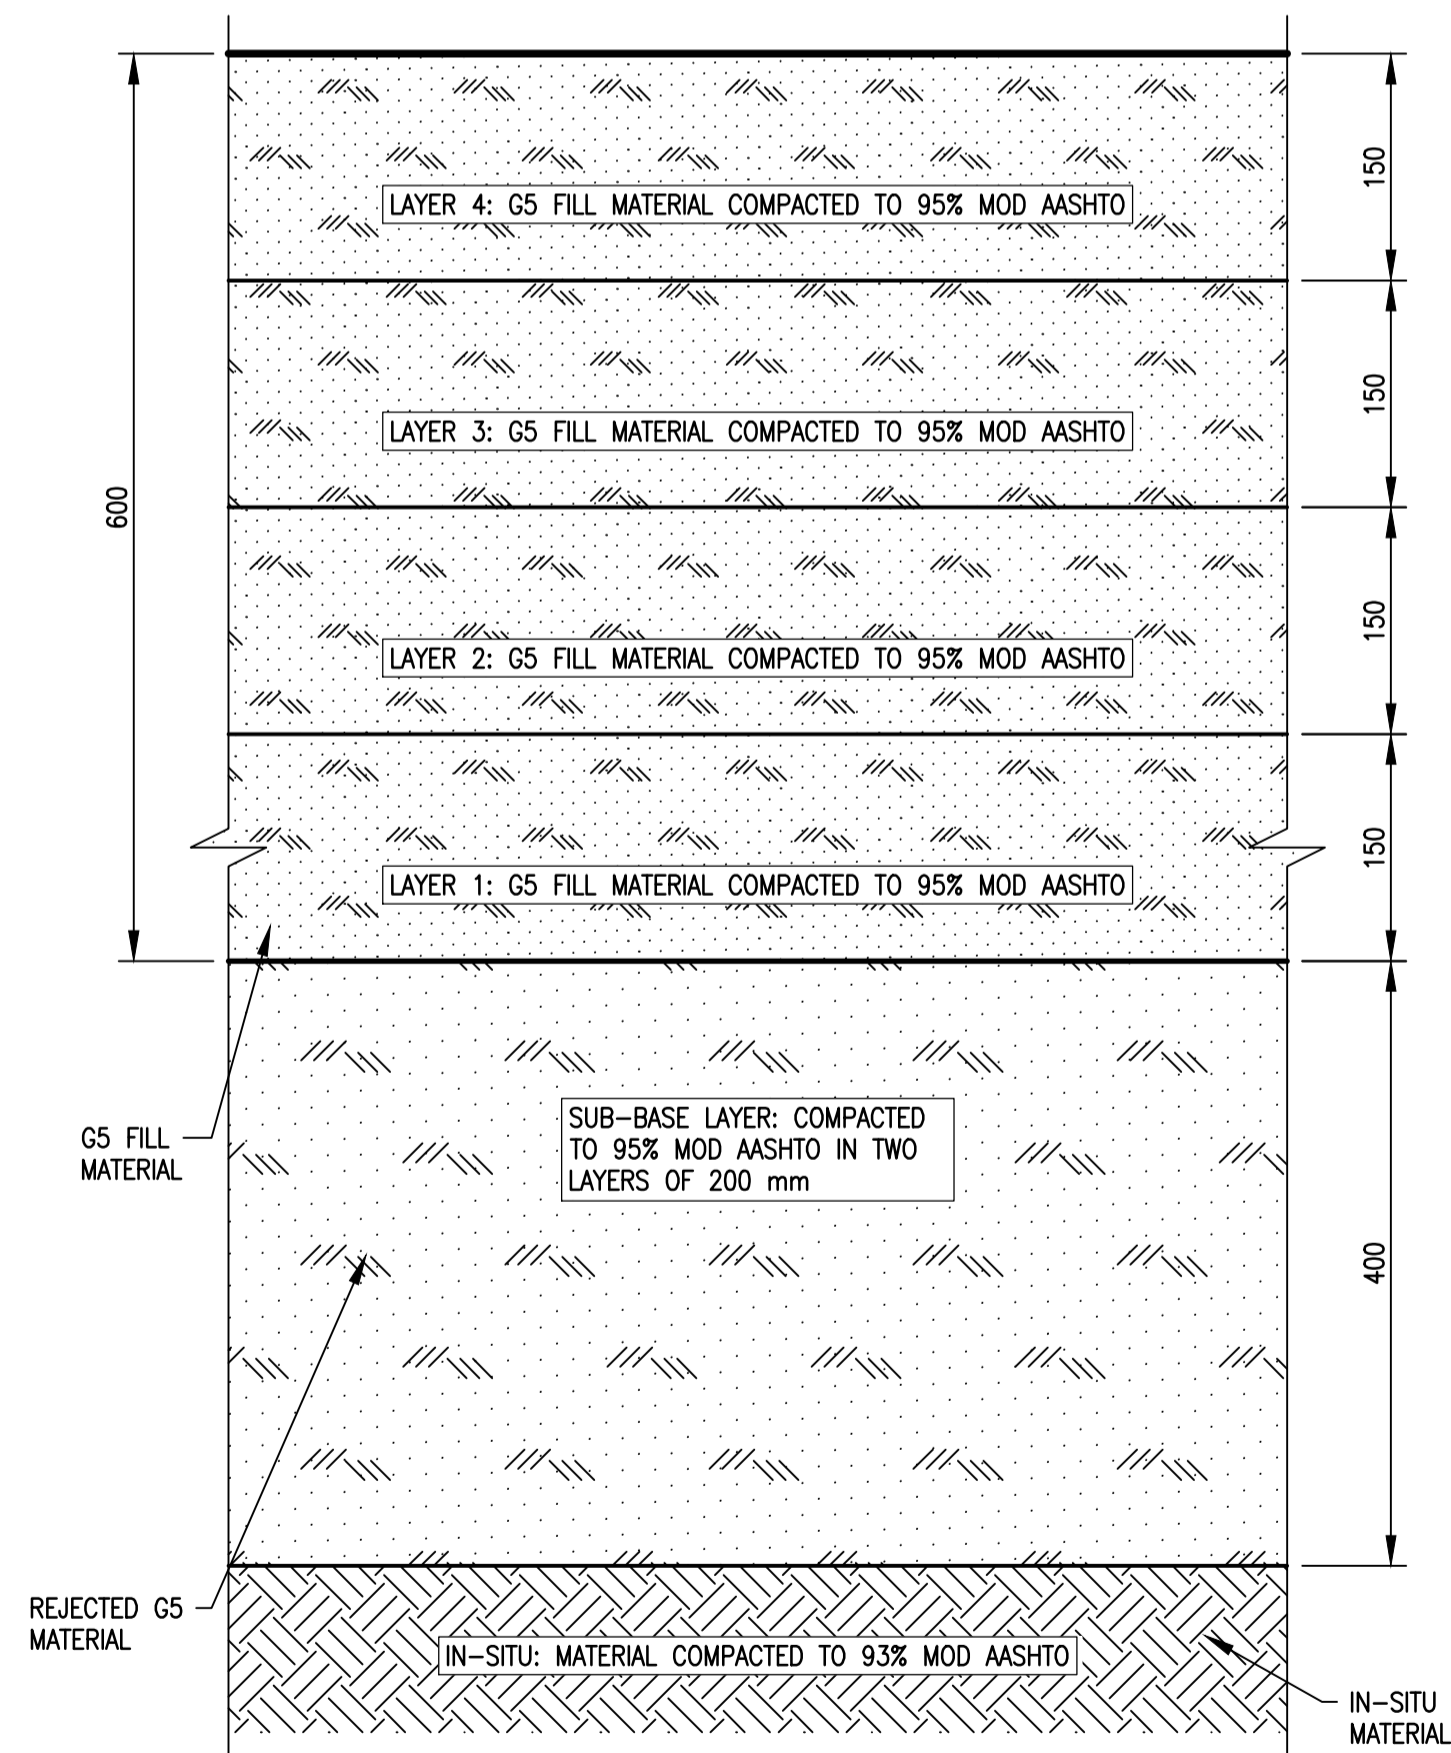 150
LAYER 4: G5 FILL MATERIAL COMPACTED TO 95% MOD AASHTO
150
LAYER 3: G5 FILL MATERIAL COMPACTED TO 95% MOD AASHTO
600
150
LAYER 2: G5 FILL MATERIAL COMPACTED TO 95% MOD AASHTO
150
LAYER 1: G5 FILL MATERIAL COMPACTED TO 95% MOD AASHTO
G5 FILL
MATERIAL
SUB-BASE LAYER: COMPACTED
TO 95% MOD AASHTO IN TWO
LAYERS OF 200 mm
400
REJECTED G5
MATERIAL
IN-SITU: MATERIAL COMPACTED TO 93% MOD AASHTO
IN-SITU
MATERIAL